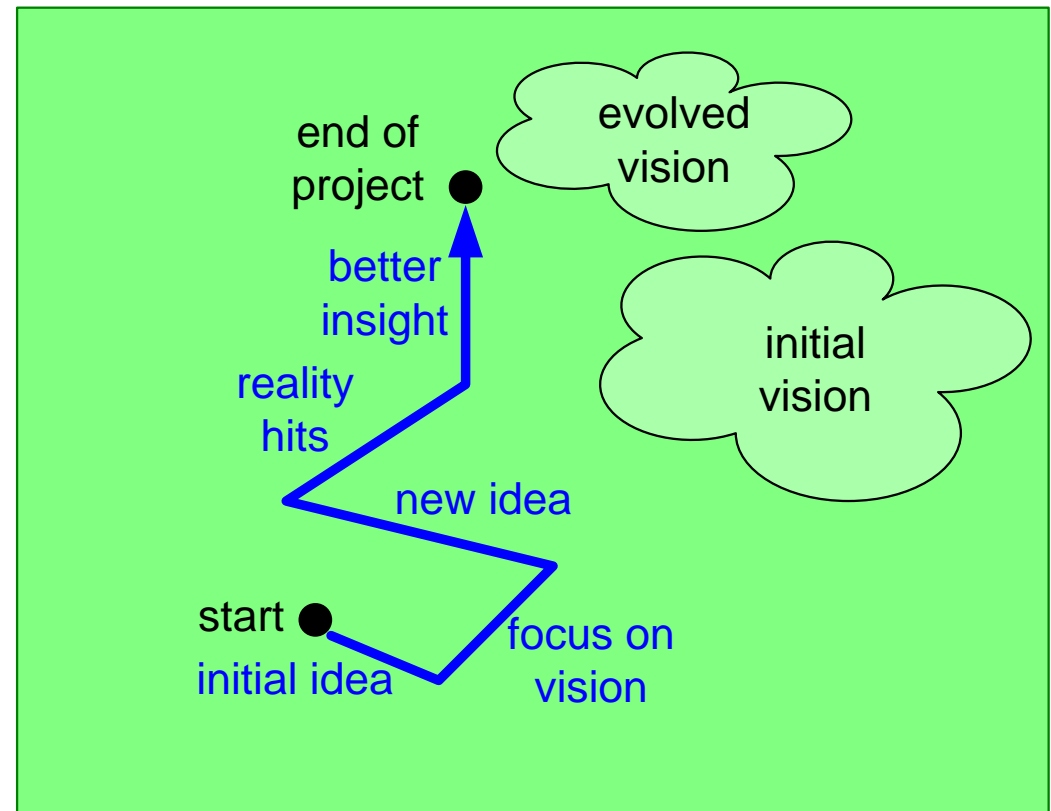 evolved
vision
end of
project
better
insight
initial
vision
reality
hits
new idea
start
focus on
vision
initial idea